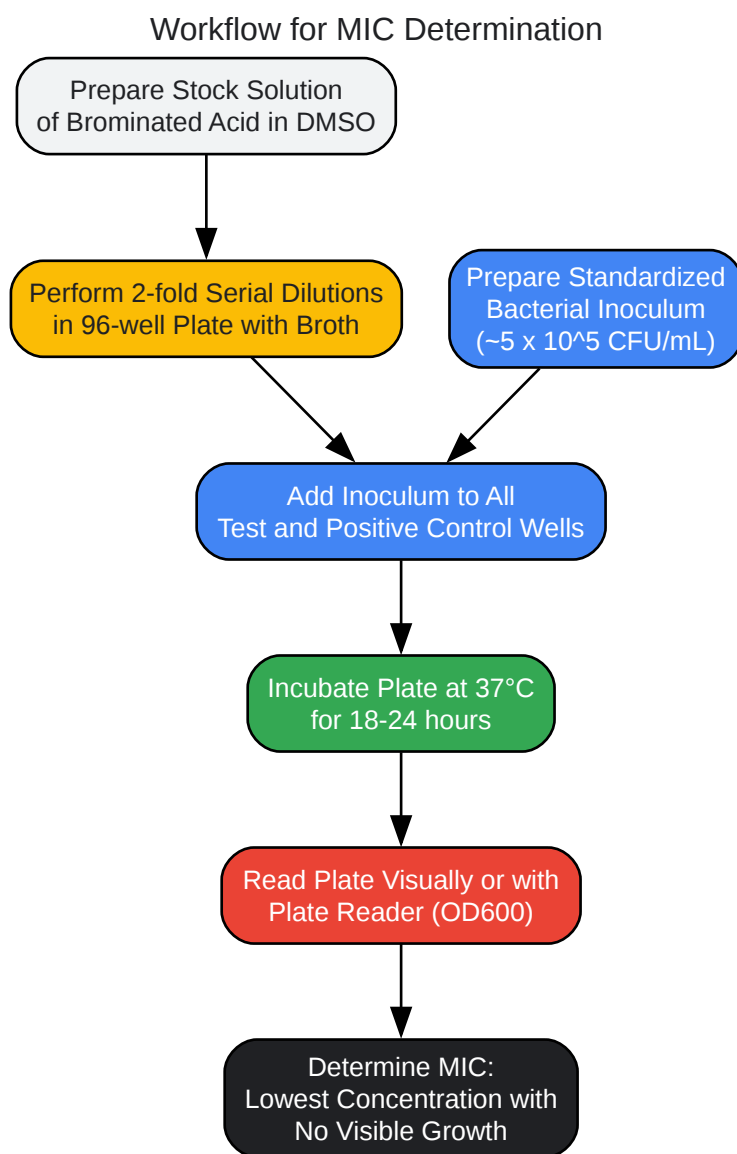 Workflow for MIC Determination
Prepare Stock Solution
of Brominated Acid in DMSO
Perform 2-fold Serial Dilutions
in 96-well Plate with Broth
Prepare Standardized
Bacterial Inoculum
(~5 x 10^5 CFU/mL)
Add Inoculum to All
Test and Positive Control Wells
Incubate Plate at 37°C
for 18-24 hours
Read Plate Visually or with
Plate Reader (OD600)
Determine MIC:
Lowest Concentration with
No Visible Growth